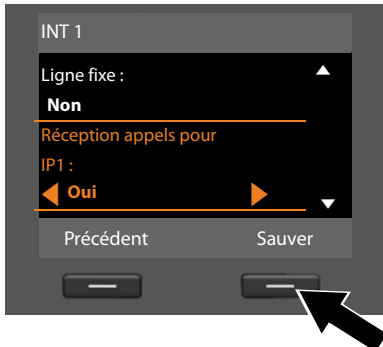 INT 1
Ligne fixe :
Non
Réception appels pour
IP1 :
Oui
Précédent Sauver